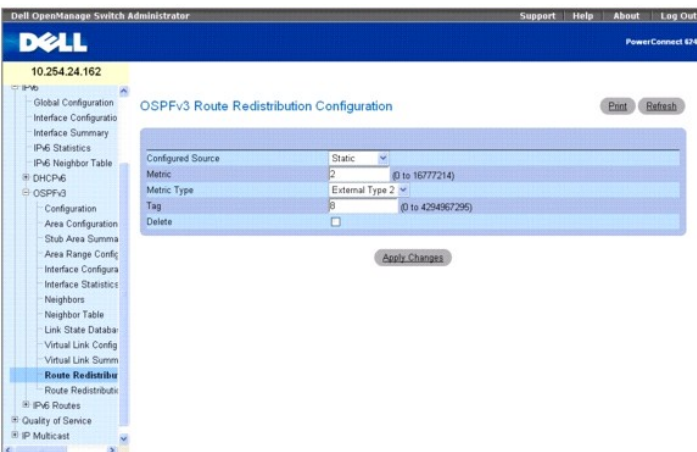 Dell OpenManage Switch Administrator
Support Help About Log Out
DELL
PowerConnect 624
10.254.24.162
IPv6
Global Configuration
Interface Configuratio
Interface Summary
IPv6 Statistics
IPv6 Neighbor Table
DHCPv6
OSPFv3
Configuration
Area Configuration
Stub Area Summa
Area Range Config
Interface Configura
Interface Statistics
Neighbors
Neighbor Table
Link State Databa
Virtual Link Config
Virtual Link Summ
Route Redistribu
Route Redistributio
IPv6 Routes
Quality of Service
IP Multicast
OSPFv3 Route Redistribution Configuration
Print Refresh
Configured Source Static
Metric 2 (0 to 16777214)
Metric Type External Type 2
Tag 8 (0 to 4294967295)
Delete
Apply Changes